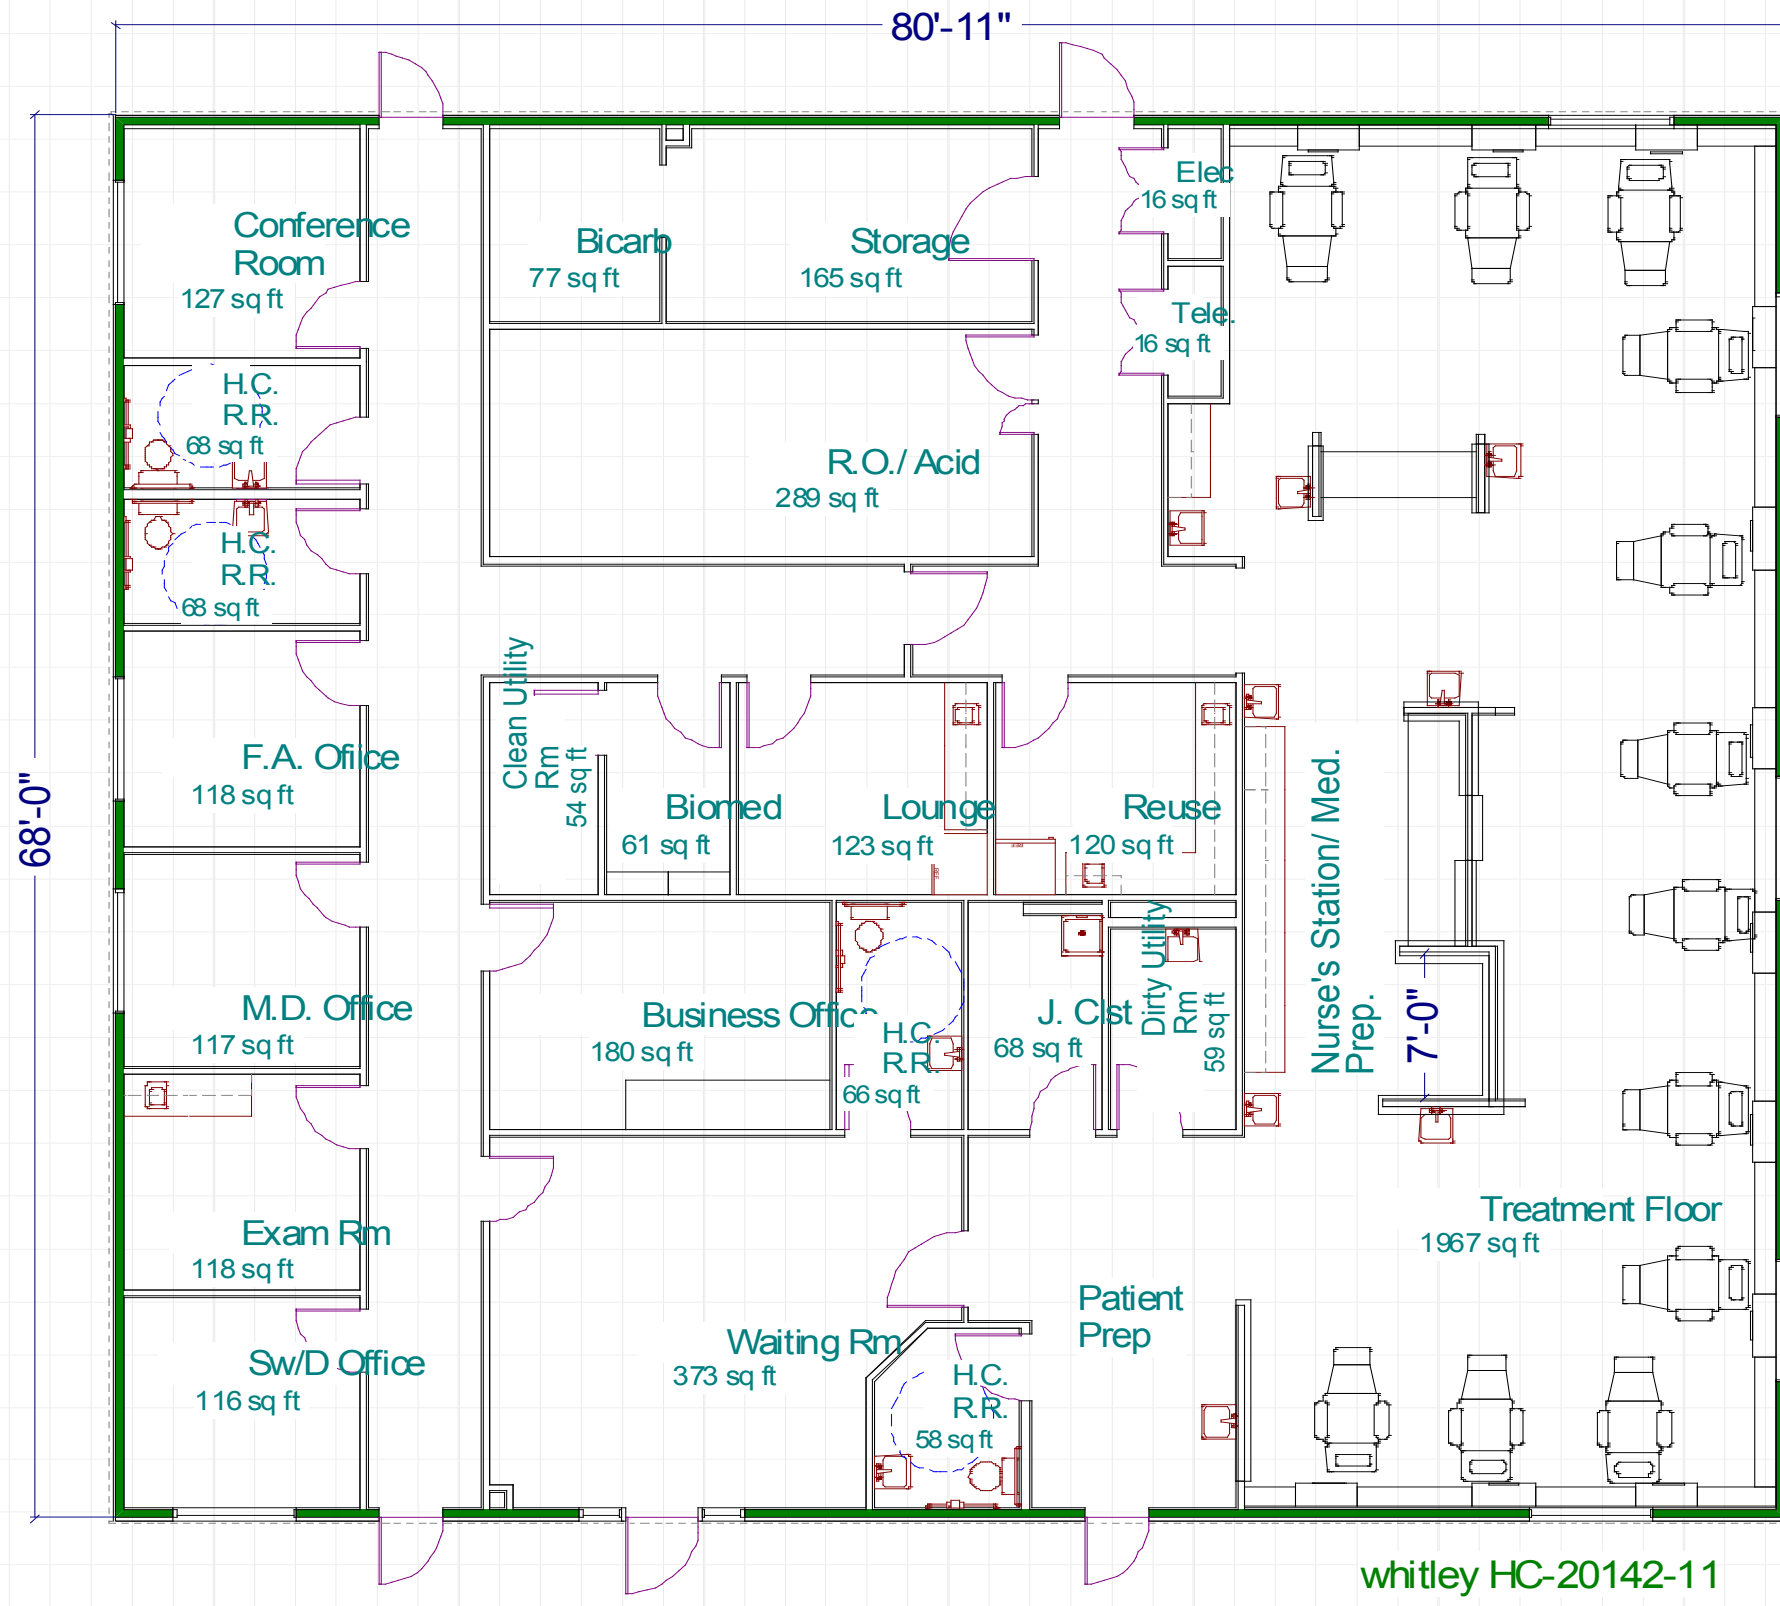 80'-11"
Elec
16 sq ft
Conference
Room
127 sq ft
Bicarb
77 sq ft
Storage
165 sq ft
Tele.
16 sq ft
H.C.
R.R.
68 sq ft
R.O./ Acid
289 sq ft
H.C.
R.R.
68 sq ft
68'-0"
F.A. Office
118 sq ft
Clean Utility
Rm
54 sq ft
Biomed
61 sq ft
Lounge
123 sq ft
REF
Reuse
120 sq ft
REF
Nurse's Station/ Med.
Prep.
7'-0"
M.D. Office
117 sq ft
Business Office
180 sq ft
H.C.
R.R.
66 sq ft
J. Clst
68 sq ft
Dirty Utility
Rm
59 sq ft
Exam Rm
118 sq ft
Treatment Floor
1967 sq ft
Sw/D Office
116 sq ft
Waiting Rm
373 sq ft
Patient
Prep
H.C.
R.R.
58 sq ft
whitley HC-20142-11